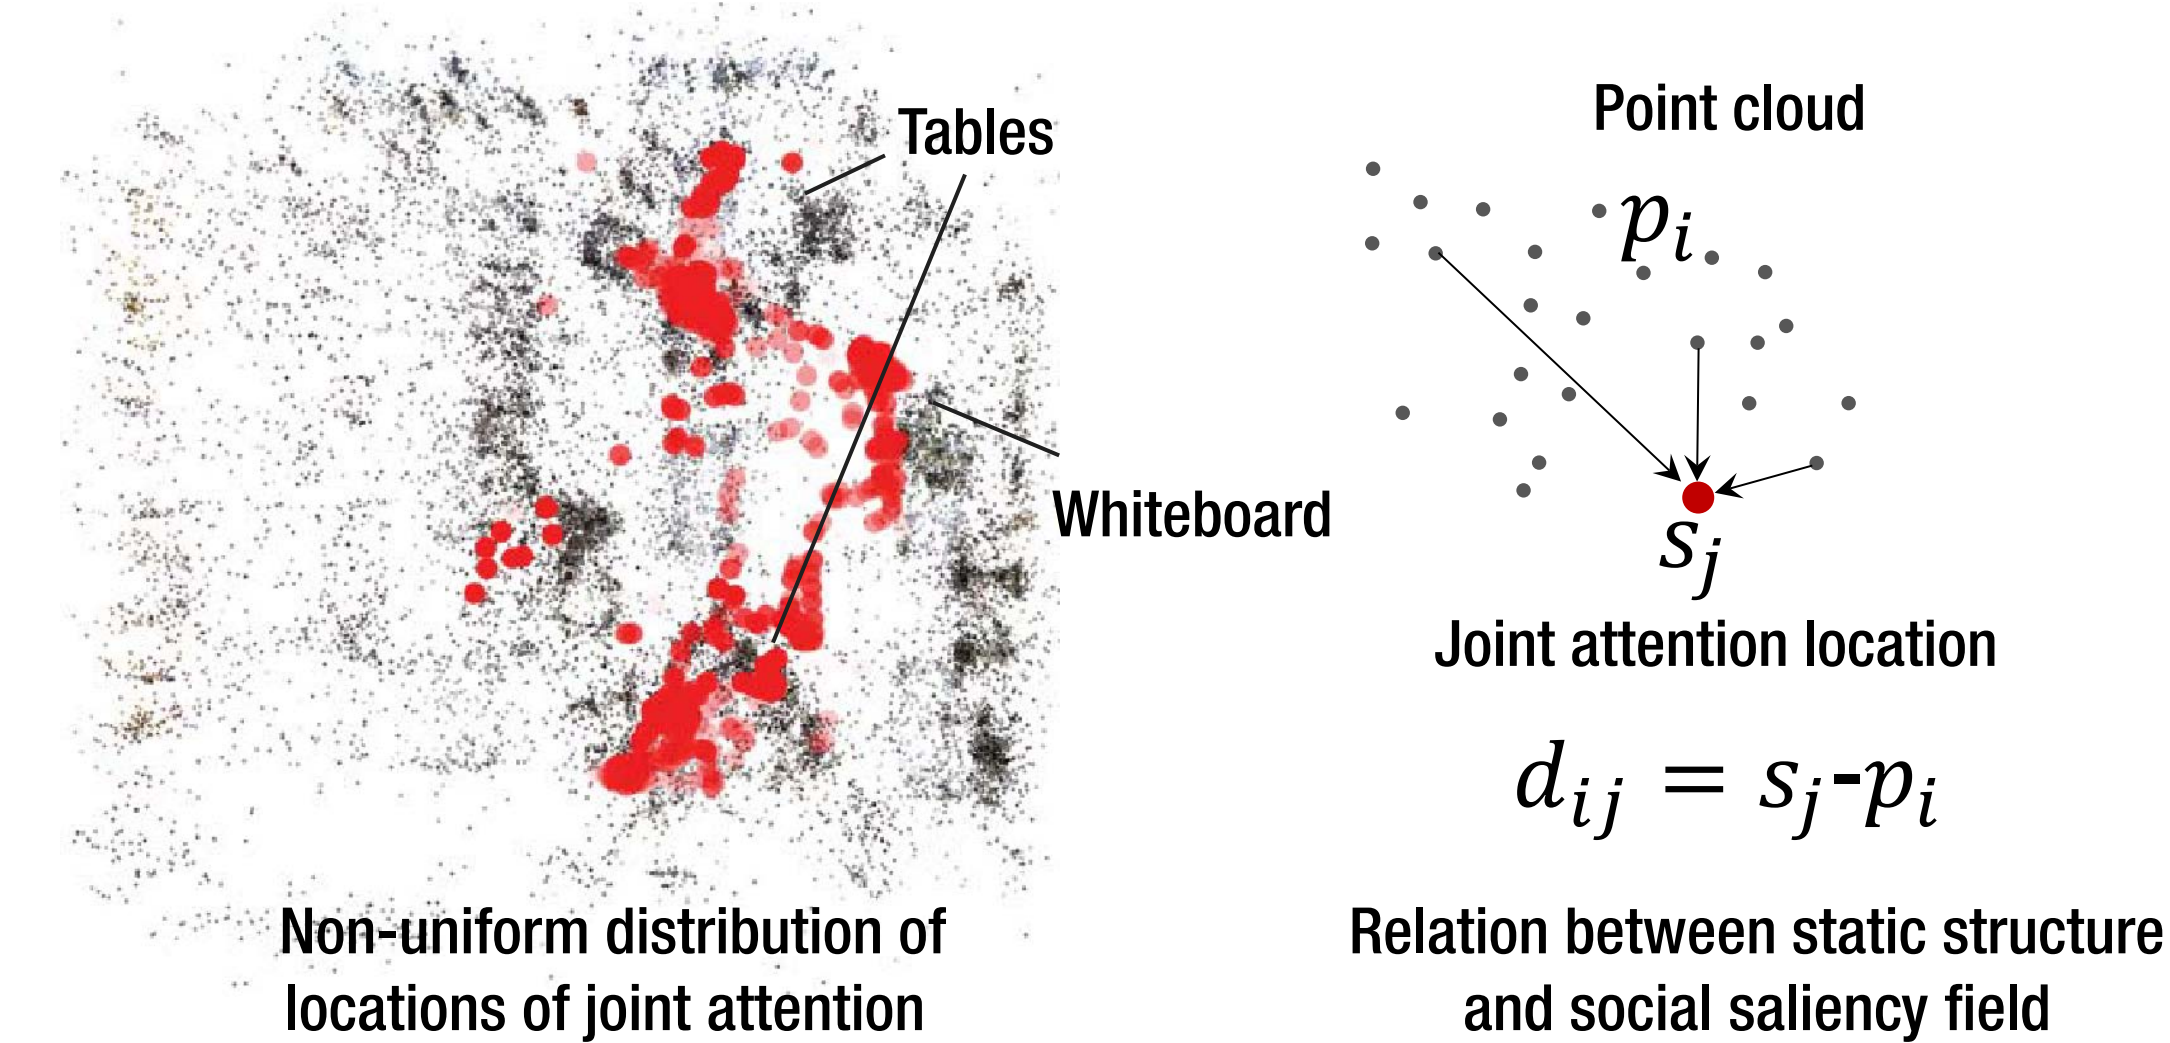 Tables
Whiteboard
Non-uniform distribution of
locations of joint attention
Point cloud
pᵢ
sⱼ
Joint attention location
dᵢⱼ = sⱼ-pᵢ
Relation between static structure
and social saliency field